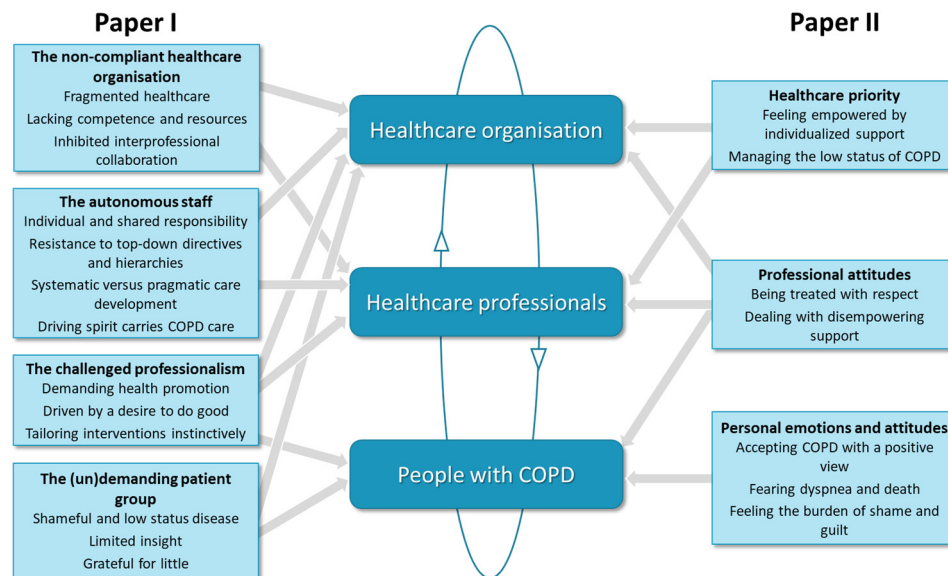 Paper I
The non-compliant healthcare
organisation
Fragmented healthcare
Lacking competence and resources
Inhibited interprofessional
collaboration
The autonomous staff
Individual and shared responsibility
Resistance to top-down directives
and hierarchies
Systematic versus pragmatic care
development
Driving spirit carries COPD care
The challenged professionalism
Demanding health promotion
Driven by a desire to do good
Tailoring interventions instinctively
The (un)demanding patient
group
Shameful and low status disease
Limited insight
Grateful for little
Healthcare organisation
Healthcare professionals
People with COPD
Paper II
Healthcare priority
Feeling empowered by
individualized support
Managing the low status of COPD
Professional attitudes
Being treated with respect
Dealing with disempowering
support
Personal emotions and attitudes
Accepting COPD with a positive
view
Fearing dyspnea and death
Feeling the burden of shame and
guilt